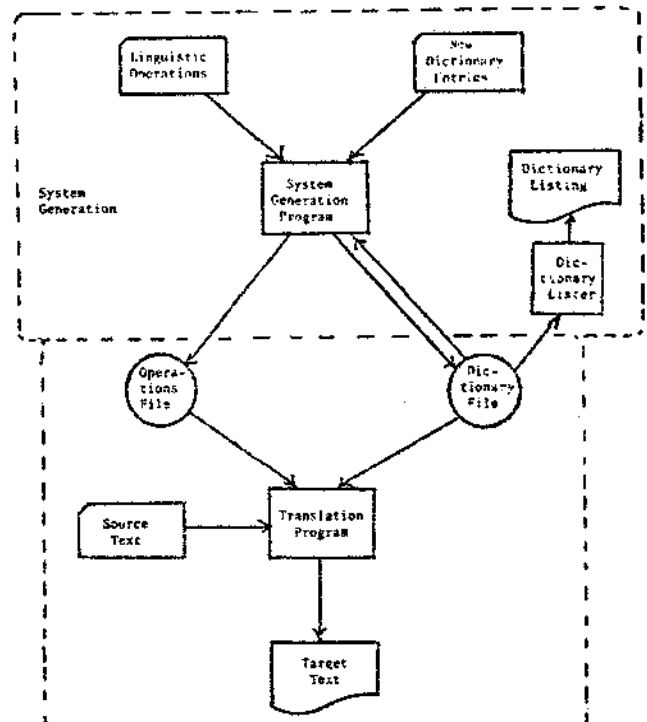 Linguistic
Operations
New
Dictionary
Entries
System
Generation
Program
Dictionary
Listing
System
Generation
Dic-
tionary
Lister
Opera-
tions
File
Dic-
tionary
File
Source
Text
Translation
Program
Target
Text